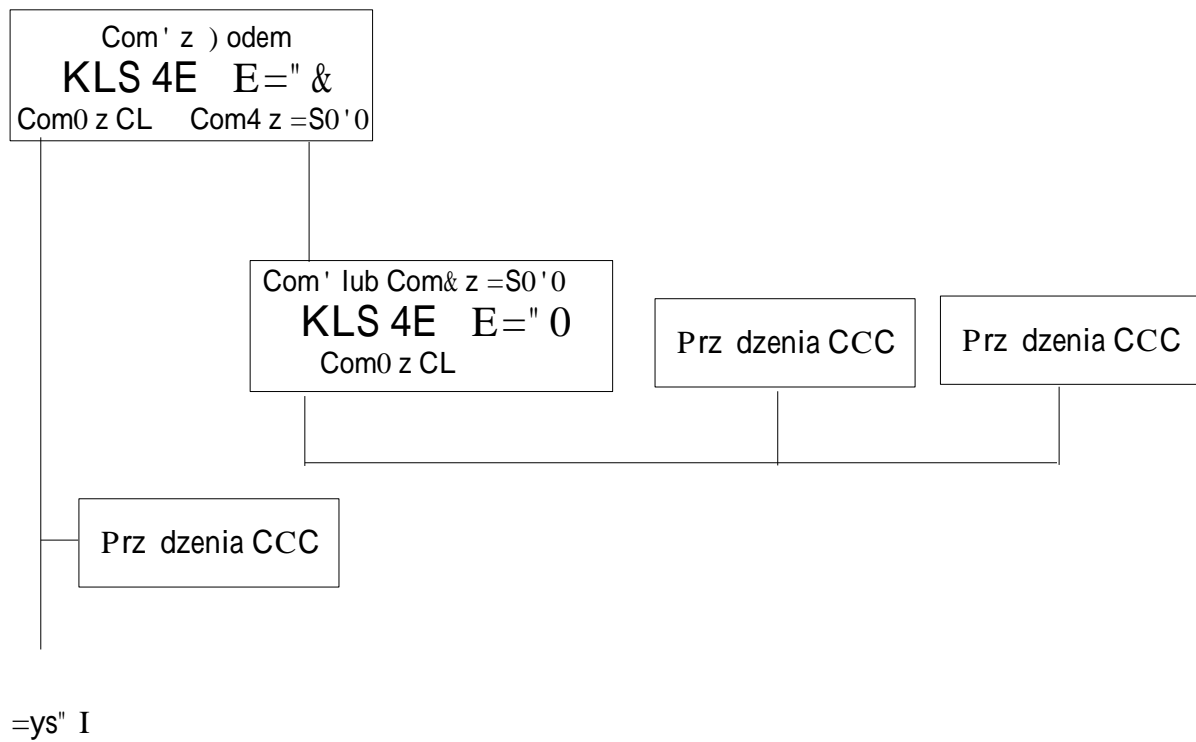 Com' z ) odem
KLS 4E E=" &
Com0 z CL Com4 z =S0'0
Com' lub Com& z =S0'0
KLS 4E E=" 0
Com0 z CL
Prz dzenia CCC
Prz dzenia CCC
Prz dzenia CCC
=ys" I